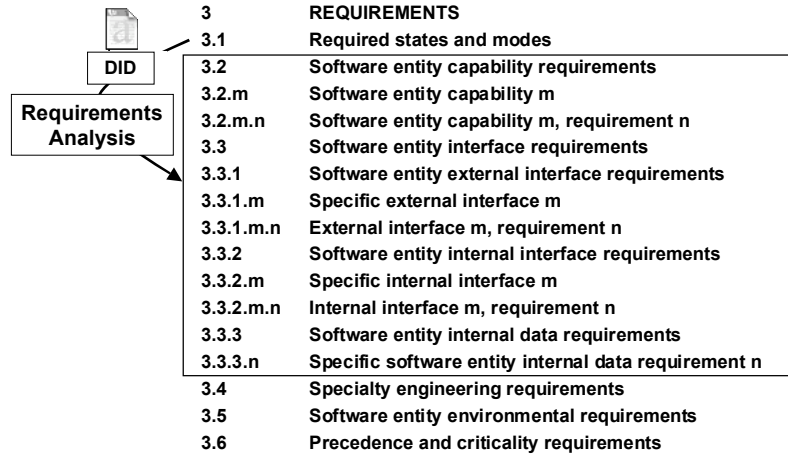 3 REQUIREMENTS
3.1 Required states and modes
DID
3.2 Software entity capability requirements
3.2.m Software entity capability m
Requirements
Analysis
3.2.m.n Software entity capability m, requirement n
3.3 Software entity interface requirements
3.3.1 Software entity external interface requirements
3.3.1.m Specific external interface m
3.3.1.m.n External interface m, requirement n
3.3.2 Software entity internal interface requirements
3.3.2.m Specific internal interface m
3.3.2.m.n Internal interface m, requirement n
3.3.3 Software entity internal data requirements
3.3.3.n Specific software entity internal data requirement n
3.4 Specialty engineering requirements
3.5 Software entity environmental requirements
3.6 Precedence and criticality requirements